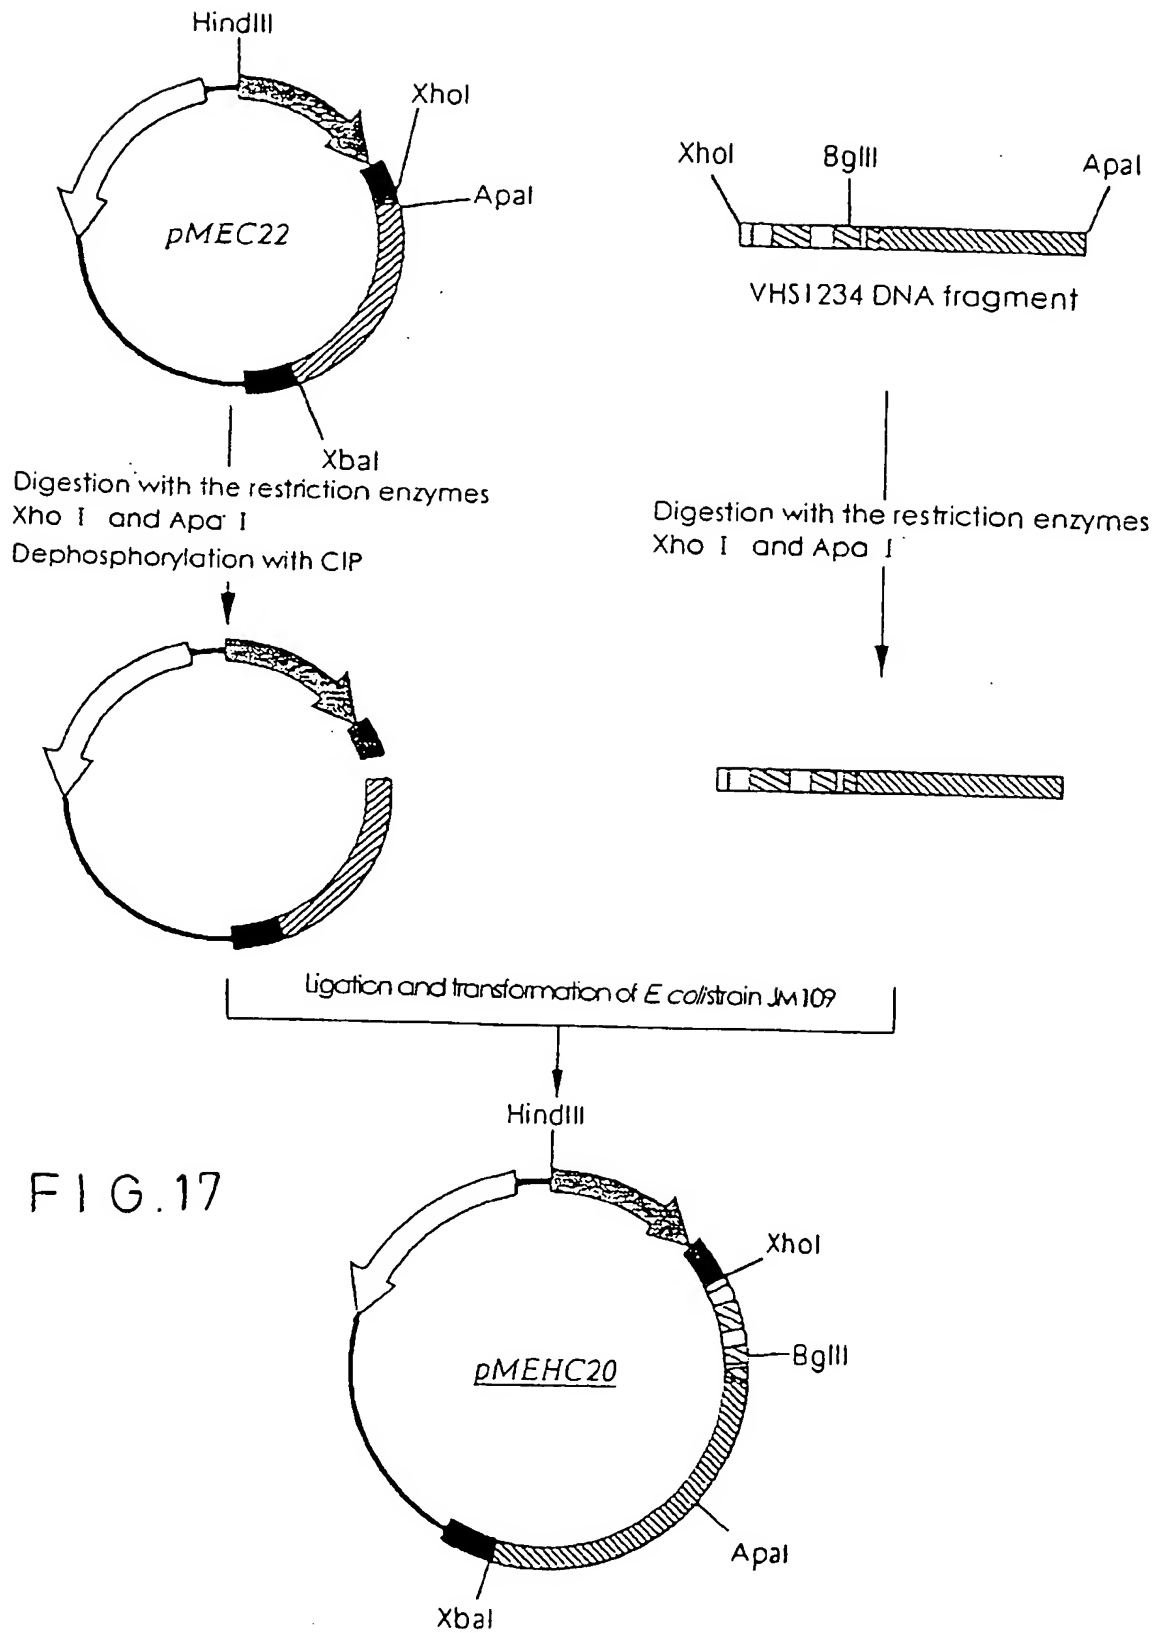 HindIII
XhoI
ApaI
pMEC22
XbaI
XhoI
BglII
ApaI
VHS1234 DNA fragment
Digestion with the restriction enzymes
Xho I and Apa I
Dephosphorylation with CIP
Digestion with the restriction enzymes
Xho I and Apa I
Ligation and transformation of E colistrain JM109
HindIII
FIG.17
XhoI
BglII
pMEHC20
ApaI
XbaI